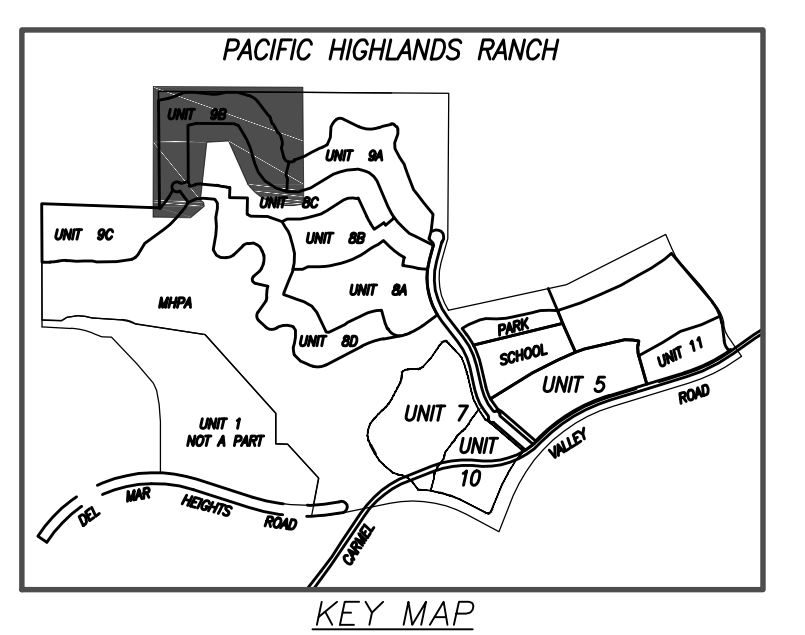 PACIFIC HIGHLANDS RANCH
UNIT 9B
UNIT 9A
UNIT 8C
UNIT 9C
UNIT 8B
UNIT 8A
MHPA
PARK
UNIT 8D
SCHOOL
UNIT 11
UNIT 5
ROAD
UNIT 7
UNIT 1
NOT A PART
UNIT
10
VALLEY
DEL MAR HEIGHTS ROAD
CARMEL
KEY MAP